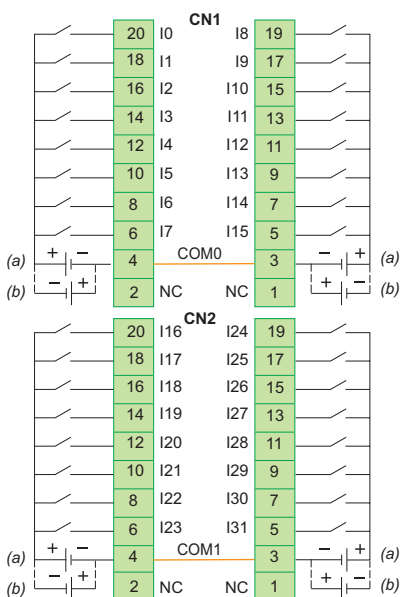 CN1
20 I0 I8 19
18 I1 I9 17
16 I2 I10 15
14 I3 I11 13
12 I4 I12 11
10 I5 I13 9
8 I6 I14 7
6 I7 I15 5
(a) + − 4 COM0 3 − + (a)
(b) − + 2 NC NC 1 + − (b)
CN2
20 I16 I24 19
18 I17 I25 17
16 I18 I26 15
14 I19 I27 13
12 I20 I28 11
10 I21 I29 9
8 I22 I30 7
6 I23 I31 5
(a) + − 4 COM1 3 − + (a)
(b) − + 2 NC NC 1 + − (b)